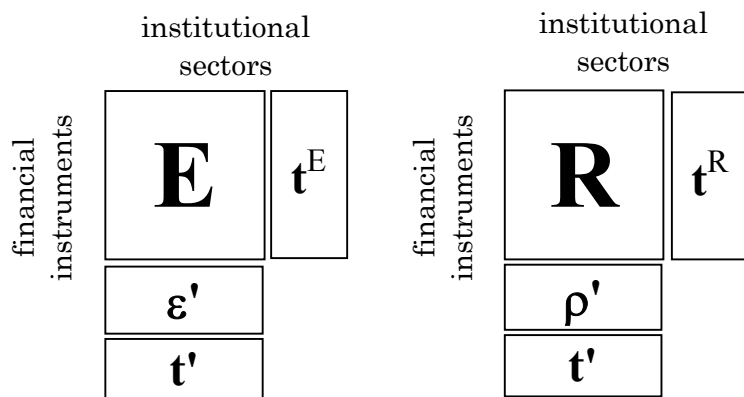 institutional
sectors
financial
instruments
E
t^E
ε'
t'
institutional
sectors
financial
instruments
R
t^R
ρ'
t'